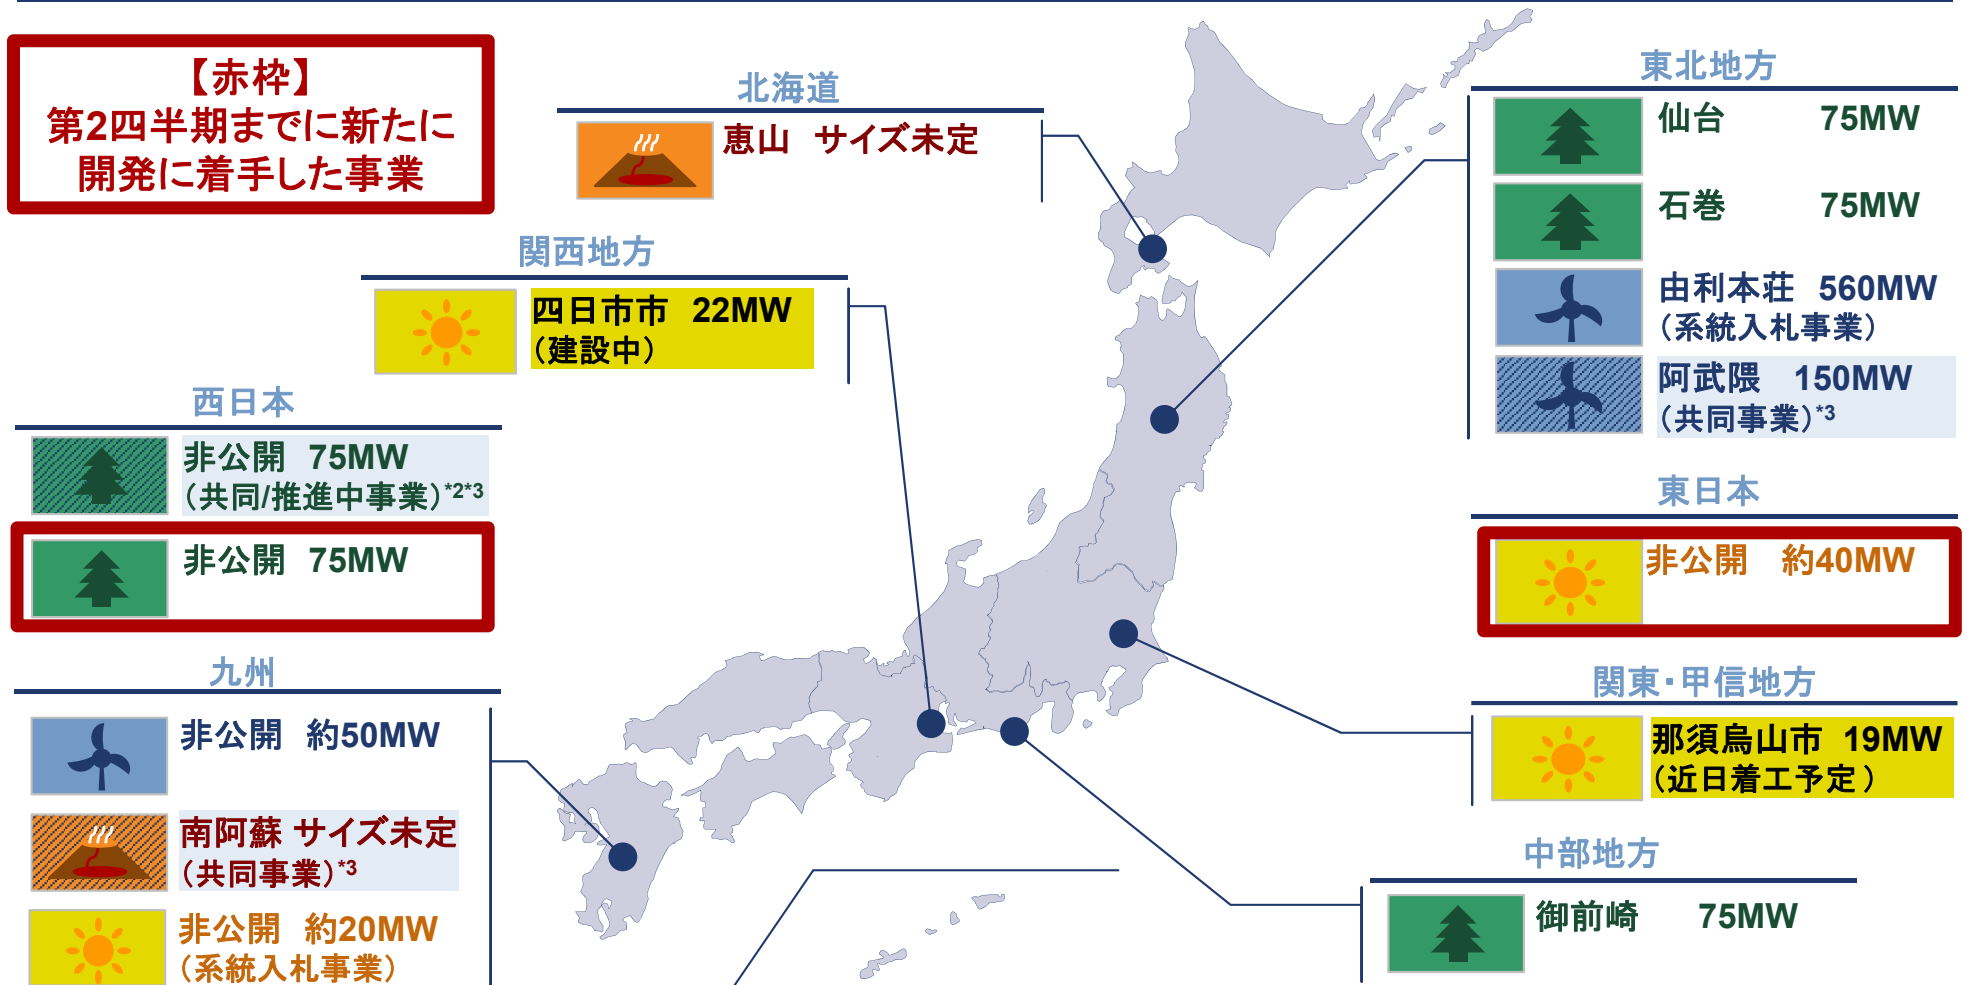 【赤枠】
第2四半期までに新たに
開発に着手した事業
北海道
恵山 サイズ未定
関西地方
四日市市 22MW
（建設中）
西日本
非公開 75MW
（共同/推進中事業）*2*3
非公開 75MW
九州
非公開 約50MW
南阿蘇 サイズ未定
（共同事業）*3
非公開 約20MW
（系統入札事業）
東北地方
仙台 75MW
石巻 75MW
由利本荘 560MW
（系統入札事業）
阿武隈 150MW
（共同事業）*3
東日本
非公開 約40MW
関東・甲信地方
那須烏山市 19MW
（近日着工予定）
中部地方
御前崎 75MW